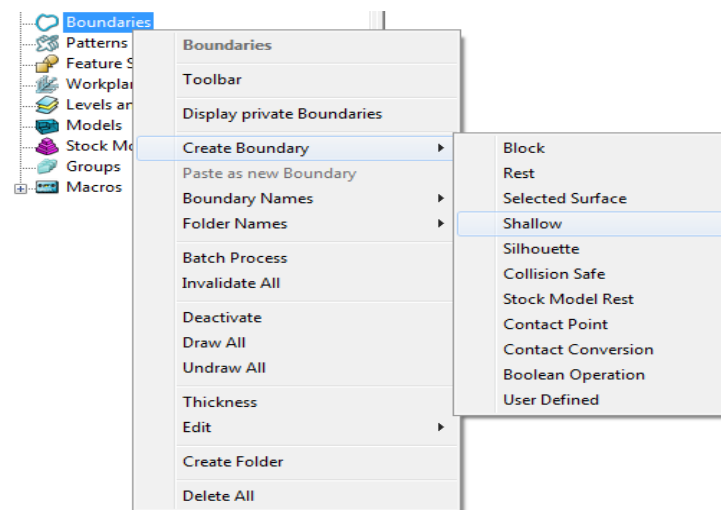 Boundaries
Patterns
Feature S
Workplan
Levels an
Models
Stock Mo
Groups
Macros
Boundaries
Toolbar
Display private Boundaries
Create Boundary
Paste as new Boundary
Boundary Names
Folder Names
Batch Process
Invalidate All
Deactivate
Draw All
Undraw All
Thickness
Edit
Create Folder
Delete All
Block
Rest
Selected Surface
Shallow
Silhouette
Collision Safe
Stock Model Rest
Contact Point
Contact Conversion
Boolean Operation
User Defined